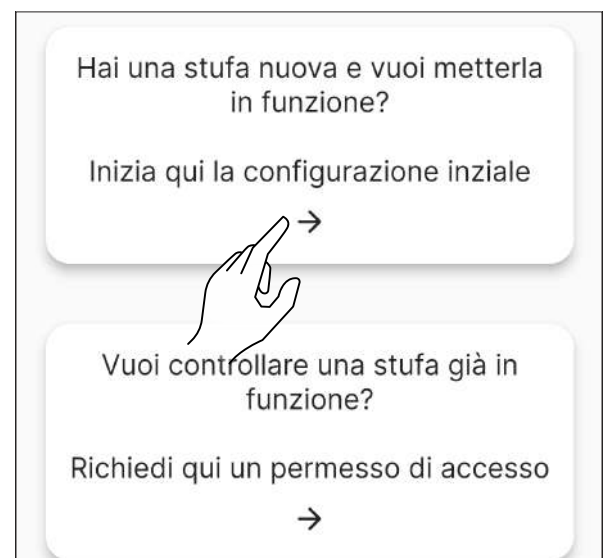 Hai una stufa nuova e vuoi metterla
in funzione?
Inizia qui la configurazione inziale
→
Vuoi controllare una stufa già in
funzione?
Richiedi qui un permesso di accesso
→